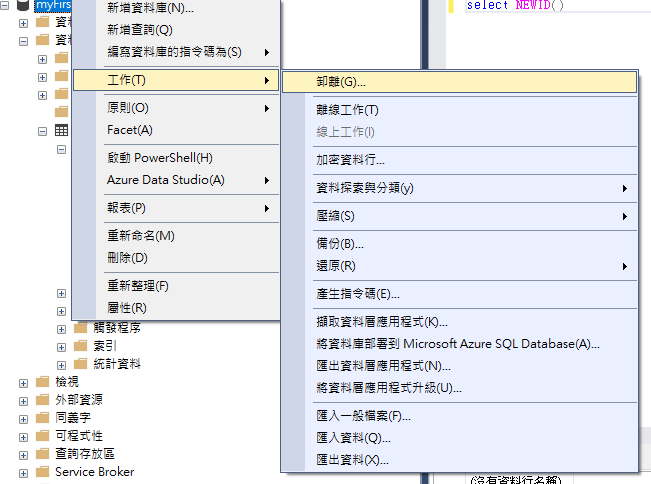 myFirs
資料
資料
檢視
外部資源
同義字
可程式性
查詢存放區
Service Broker
觸發程序
索引
統計資料
新增資料庫(N)...
新增查詢(Q)
編寫資料庫的指令碼為(S)
工作(T)
原則(O)
Facet(A)
啟動 PowerShell(H)
Azure Data Studio(A)
報表(P)
重新命名(M)
刪除(D)
重新整理(F)
屬性(R)
卸離(G)...
離線工作(T)
線上工作(I)
加密資料行...
資料探索與分類(y)
壓縮(S)
備份(B)...
還原(R)
產生指令碼(E)...
擷取資料層應用程式(K)...
將資料庫部署到 Microsoft Azure SQL Database(A)...
匯出資料層應用程式(N)...
將資料層應用程式升級(U)...
匯入一般檔案(F)...
匯入資料(Q)...
匯出資料(X)...
select NEWID()
(沒有資料行名稱)